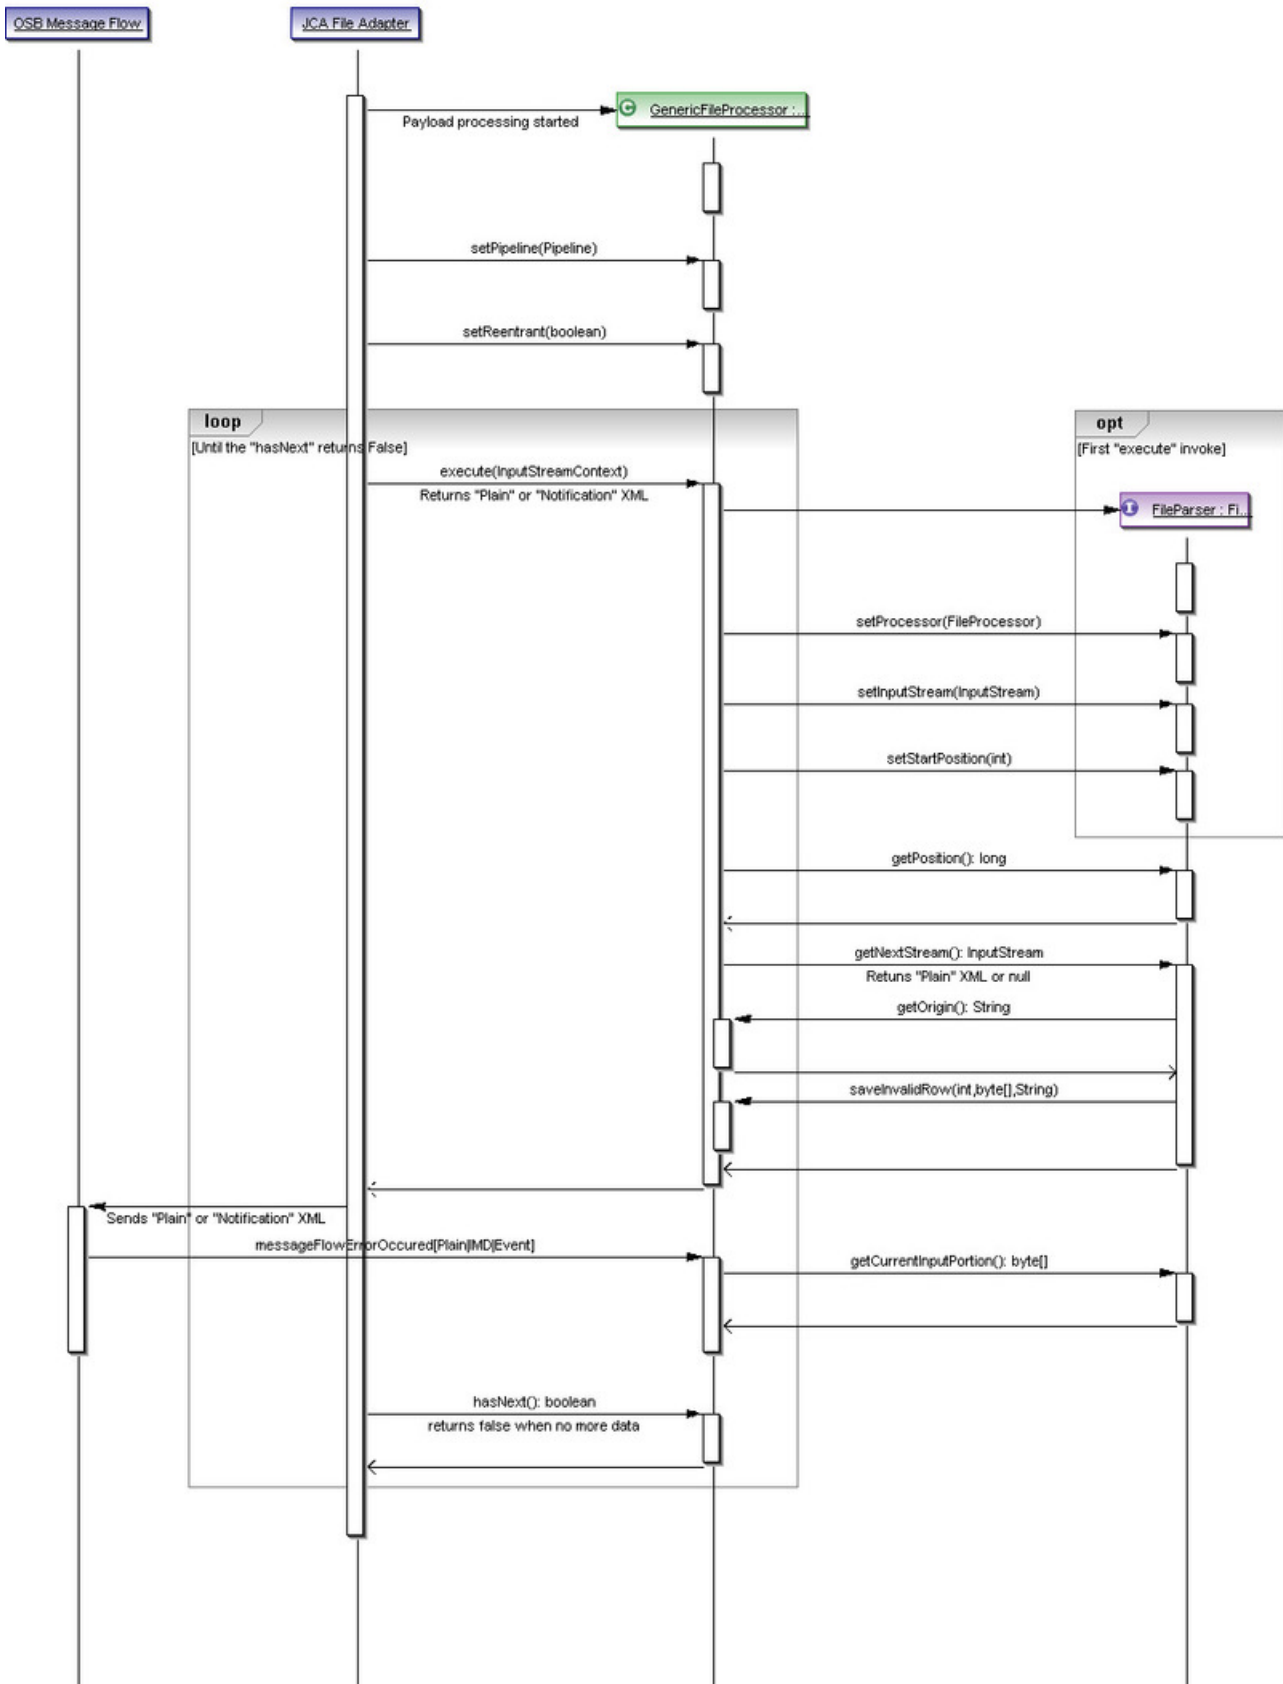 OSB Message Flow
JCA File Adapter
GenericFileProcessor :...
Payload processing started
setPipeline(Pipeline)
setReentrant(boolean)
loop
[Until the "hasNext" returns False]
opt
[First "execute" invoke]
execute(InputStreamContext)
Returns "Plain" or "Notification" XML
FileParser : Fi...
setProcessor(FileProcessor)
setInputStream(InputStream)
setStartPosition(int)
getPosition(): long
getNextStream(): InputStream
Retuns "Plain" XML or null
getOrigin(): String
saveInvalidRow(int,byte[],String)
Sends "Plain" or "Notification" XML
messageFlowErrorOccured[Plain|IMD|Event]
getCurrentInputPortion(): byte[]
hasNext(): boolean
returns false when no more data